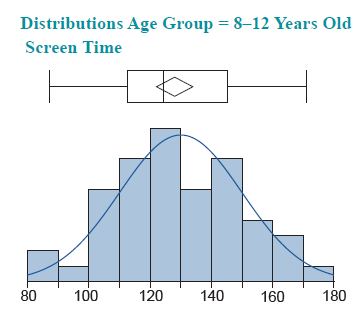 Distributions Age Group = 8–12 Years Old
Screen Time
80 100 120 140 160 180